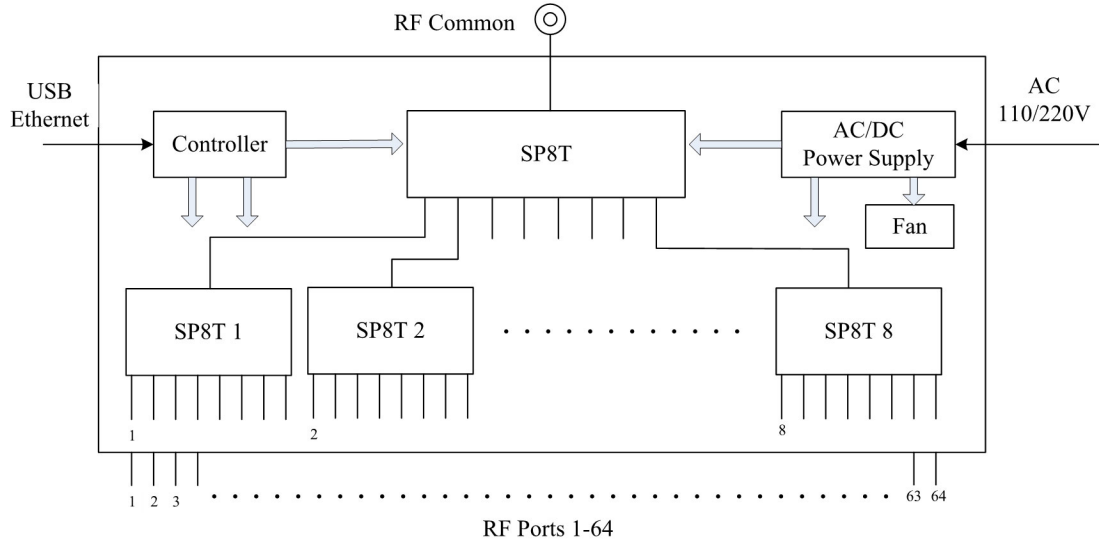 RF Common
USB
Ethernet
AC
110/220V
Controller
SP8T
AC/DC
Power Supply
Fan
SP8T 1
SP8T 2
SP8T 8
1
2
8
1
2
3
63
64
RF Ports 1-64